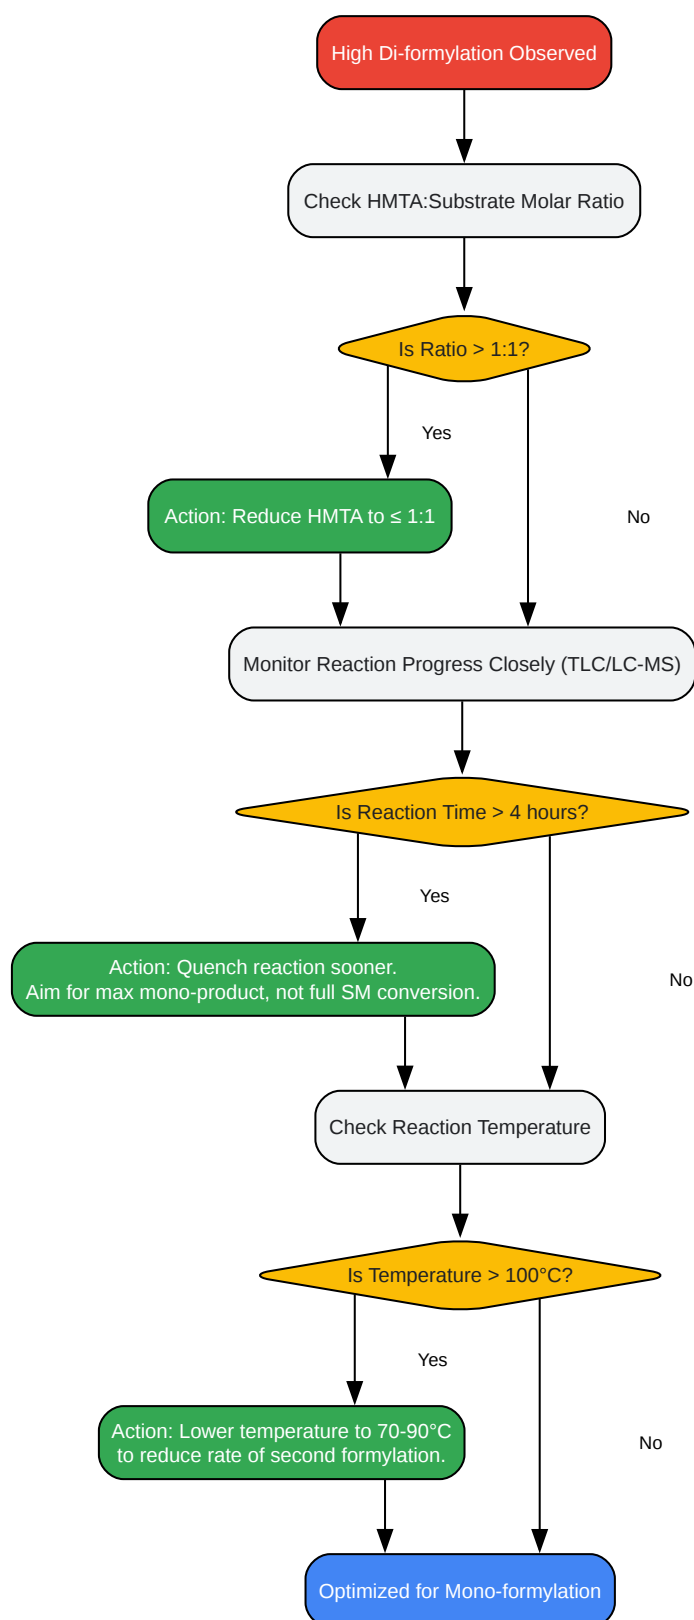 High Di-formylation Observed
Check HMTA:Substrate Molar Ratio
Is Ratio > 1:1?
Yes
Action: Reduce HMTA to ≤ 1:1
No
Monitor Reaction Progress Closely (TLC/LC-MS)
Is Reaction Time > 4 hours?
Yes
Action: Quench reaction sooner.
Aim for max mono-product, not full SM conversion.
No
Check Reaction Temperature
Is Temperature > 100°C?
Yes
Action: Lower temperature to 70-90°C
to reduce rate of second formylation.
No
Optimized for Mono-formylation